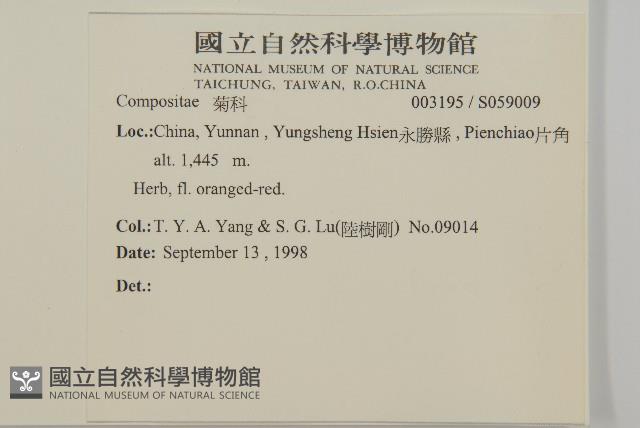 國立自然科學博物館
NATIONAL MUSEUM OF NATURAL SCIENCE
TAICHUNG, TAIWAN, R.O.CHINA
Compositae 菊科 003195 / S059009
Loc.:China, Yunnan , Yungsheng Hsien永勝縣 , Pienchiao片角
alt. 1,445 m.
Herb, fl. oranged-red.
Col.: T. Y. A. Yang & S. G. Lu(陸樹剛) No.09014
Date: September 13 , 1998
Det.:
國立自然科學博物館
NATIONAL MUSEUM OF NATURAL SCIENCE